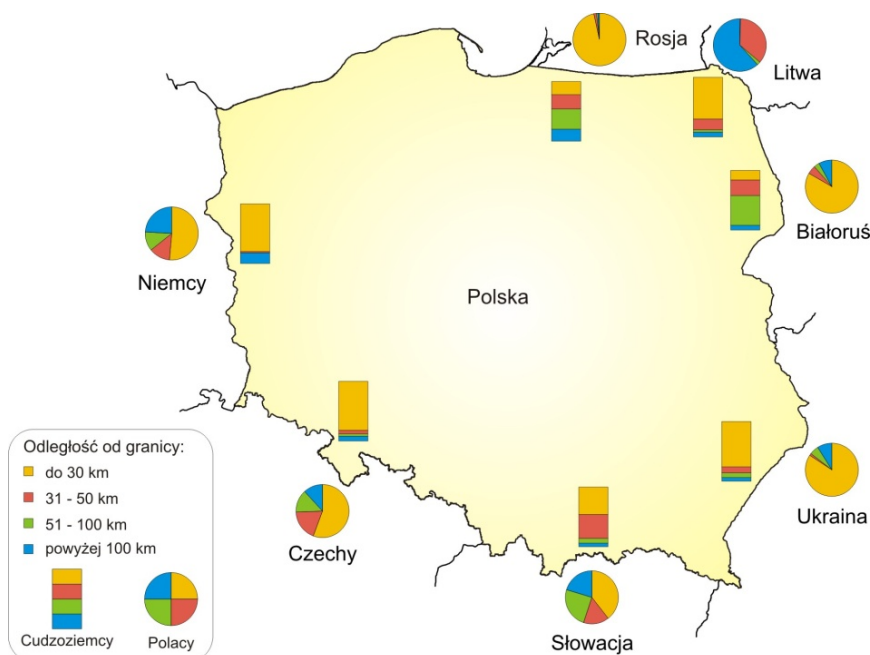 Rosja
Litwa
Białoruś
Niemcy
Polska
Ukraina
Czechy
Słowacja
Odległość od granicy:
do 30 km
31 - 50 km
51 - 100 km
powyżej 100 km
Cudzoziemcy
Polacy